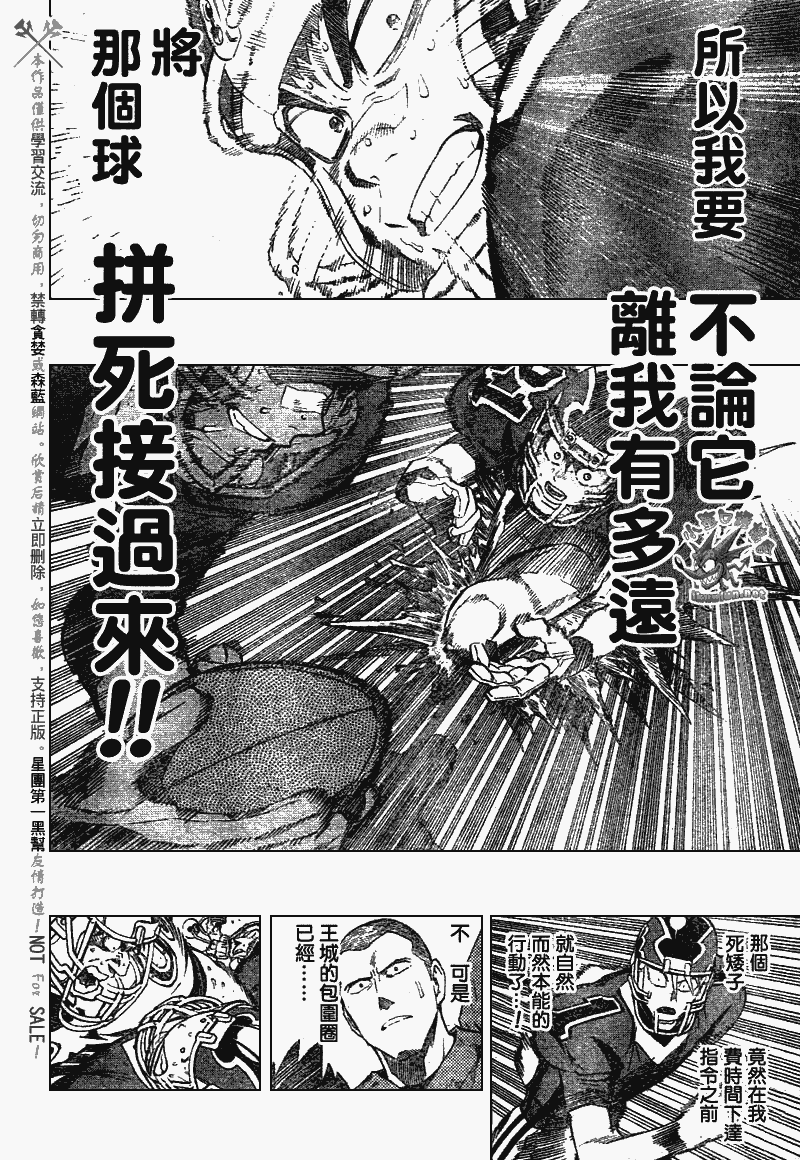 所以我要
不論它
離我有多遠
將
那個球
拼死接過來!!
那個
死矮子
竟然在我
費時間下達
指令之前
就自然
而然本能的
行動了…!
不可是
王城的包圍圈
已經……
本作品僅供學習交流，切勿商用，禁轉貪婪或森藍網站。欣賞后請立即刪除，如您喜歡，支持正版。星團第一黑幫友情打造！NOT For SALE！